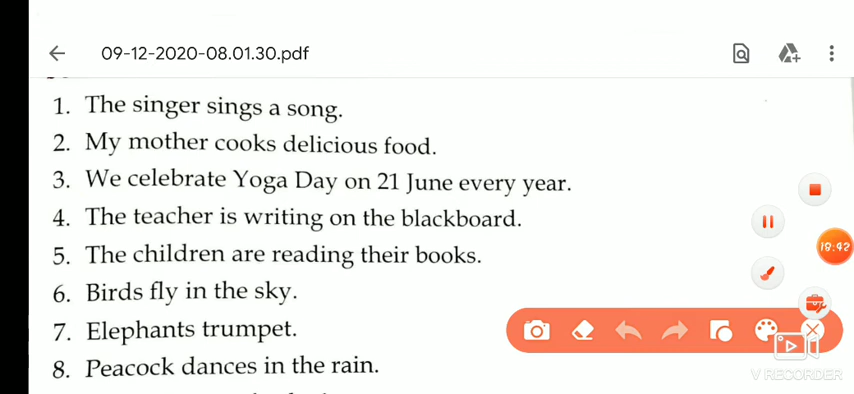 09-12-2020-08.01.30.pdf
1. The singer sings a song.
2. My mother cooks delicious food.
3. We celebrate Yoga Day on 21 June every year.
4. The teacher is writing on the blackboard.
5. The children are reading their books.
6. Birds fly in the sky.
7. Elephants trumpet.
8. Peacock dances in the rain.
19:42
V RECORDER